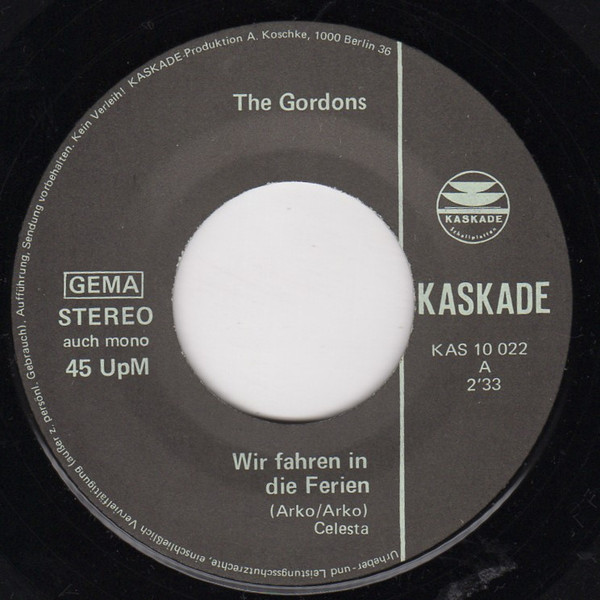 Urheber- und Leistungsschutzrechte, einschließlich Vervielfältigung (außer z. persönl. Gebrauch), Aufführung, Sendung vorbehalten. Kein Verleih! KASKADE-Produktion A. Koschke, 1000 Berlin 36
The Gordons
KASKADE
Schallplatten
GEMA
STEREO
auch mono
45 UpM
KASKADE
KAS 10 022
A
2'33
Wir fahren in
die Ferien
(Arko/Arko)
Celesta